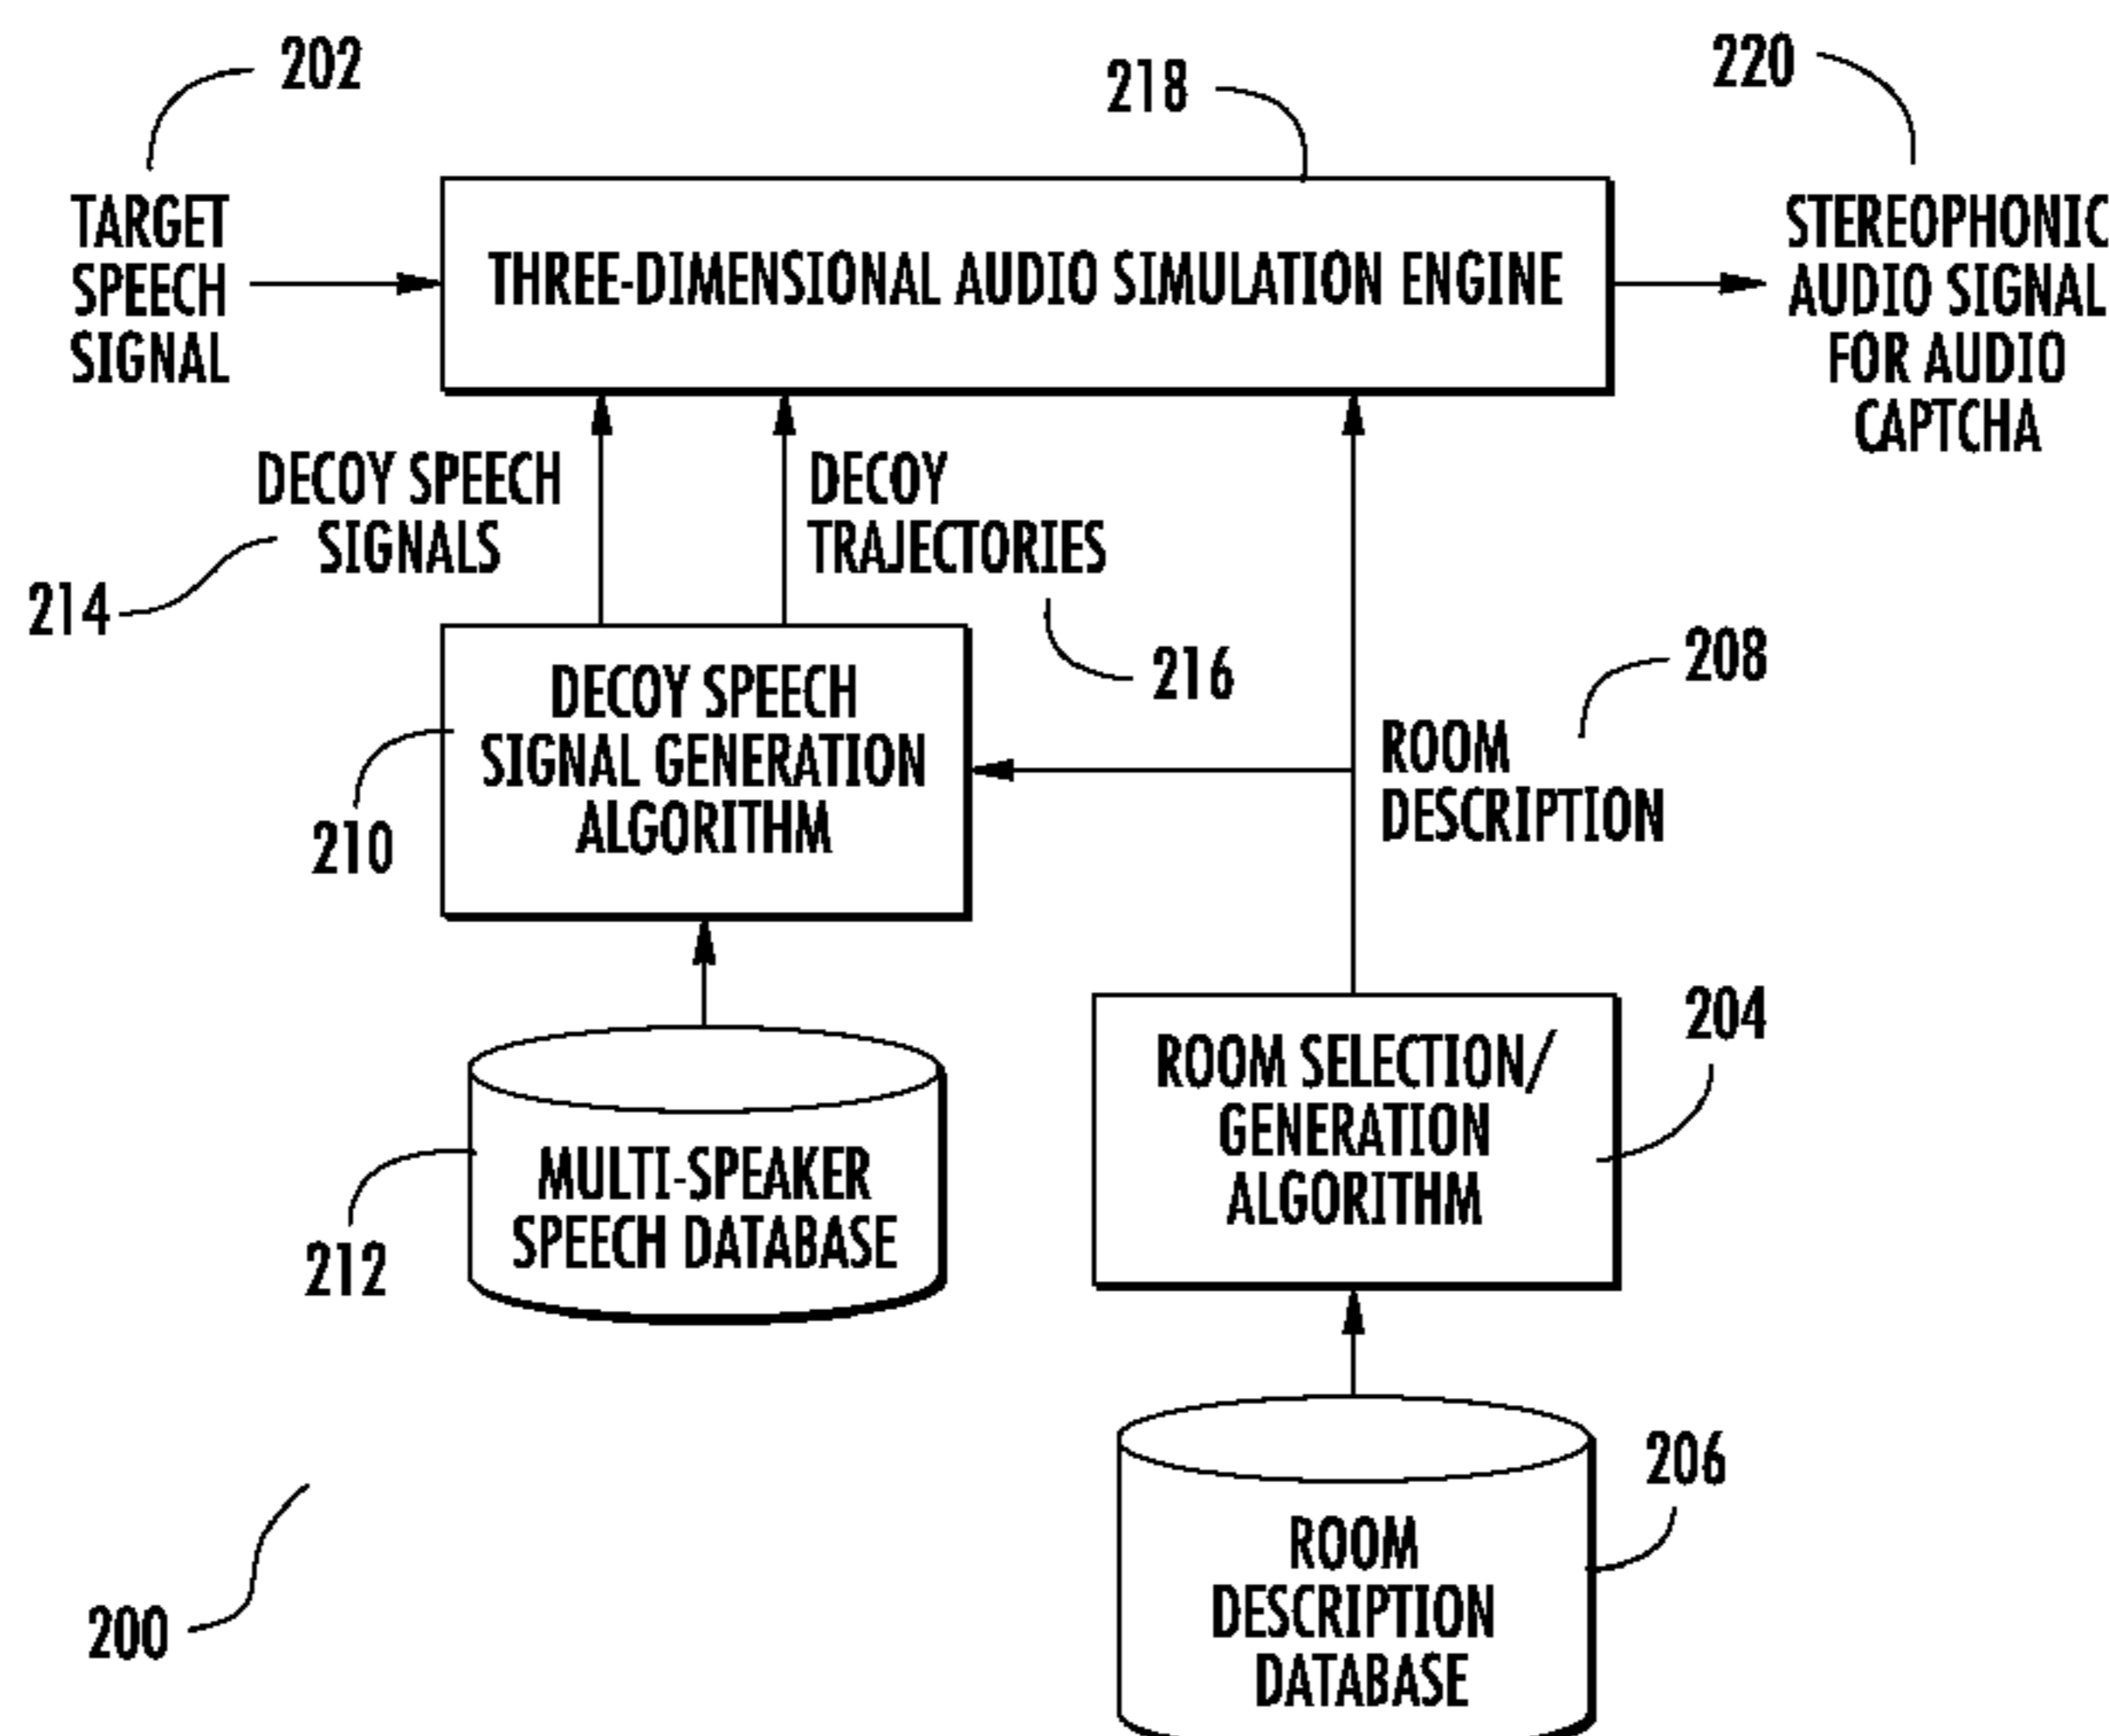 202
218
220
TARGET
SPEECH
SIGNAL
THREE-DIMENSIONAL AUDIO SIMULATION ENGINE
STEREOPHONIC
AUDIO SIGNAL
FOR AUDIO
CAPTCHA
DECOY SPEECH
SIGNALS
DECOY
TRAJECTORIES
214
216
208
DECOY SPEECH
SIGNAL GENERATION
ALGORITHM
210
ROOM
DESCRIPTION
204
ROOM SELECTION/
GENERATION
ALGORITHM
MULTI-SPEAKER
SPEECH DATABASE
212
206
ROOM
DESCRIPTION
DATABASE
200